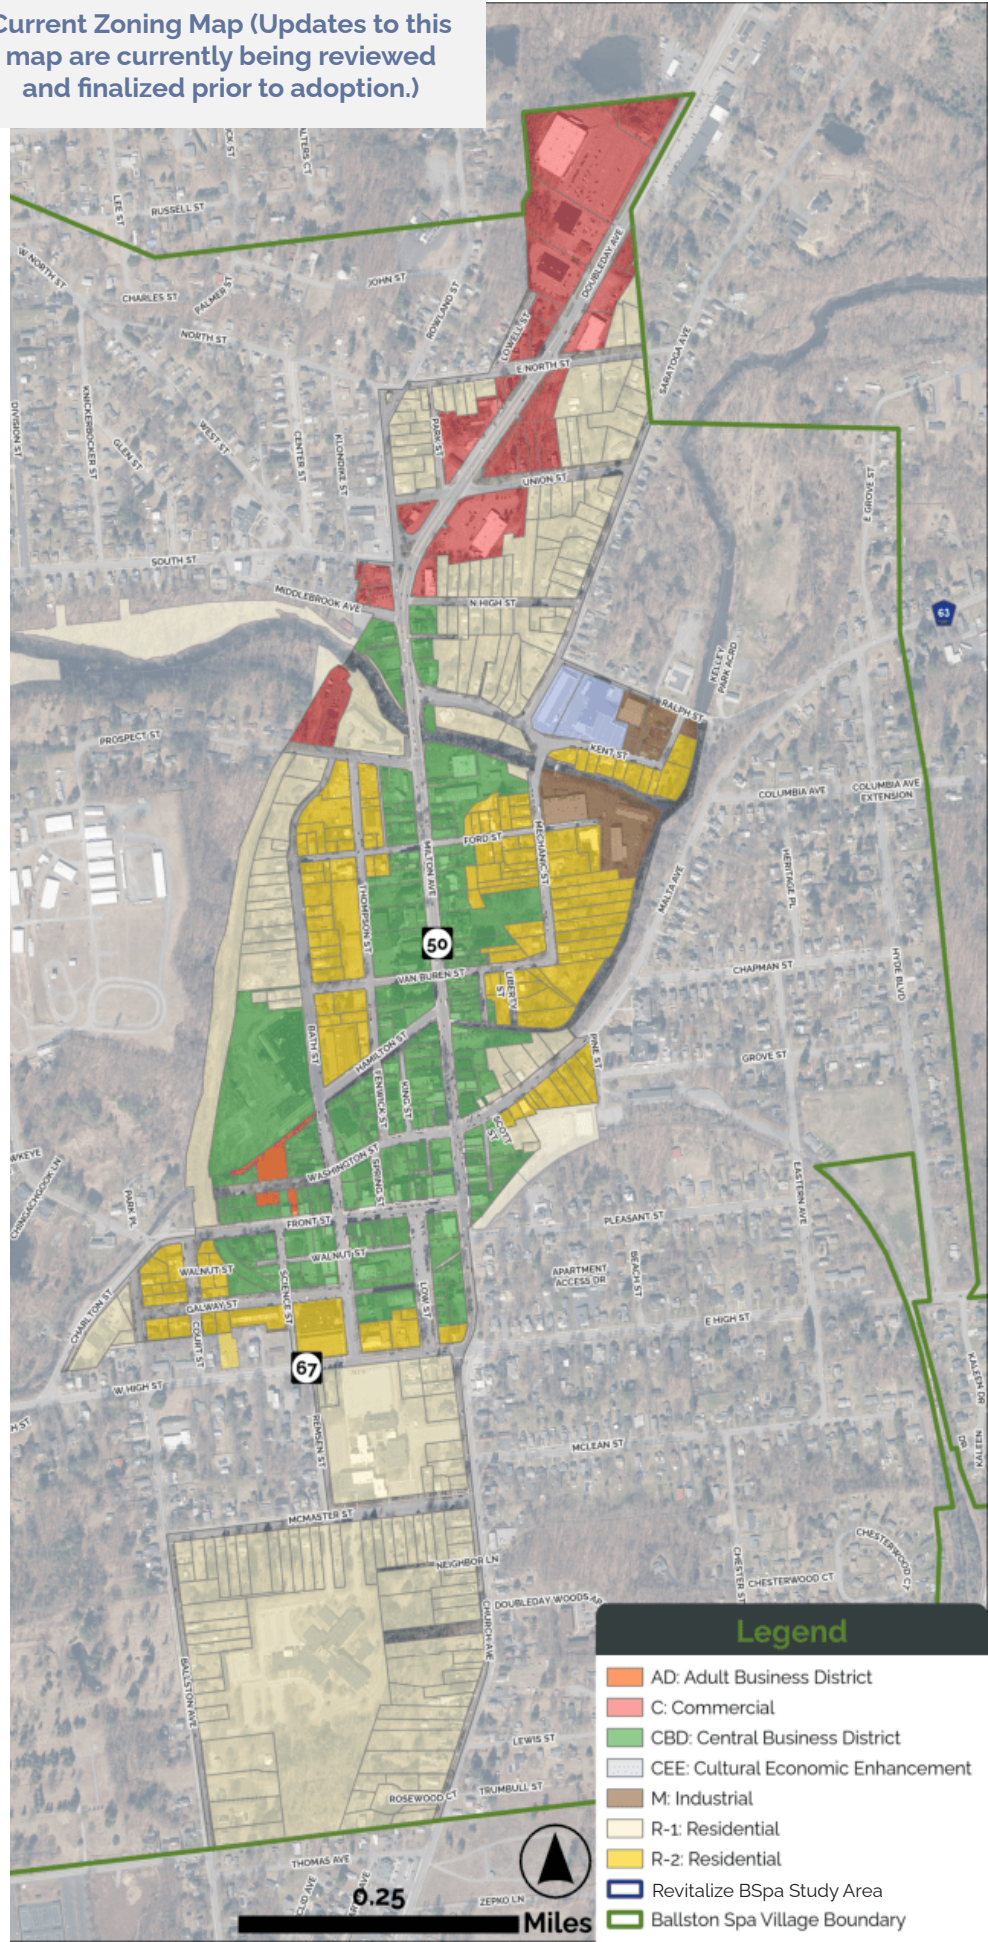 Current Zoning Map (Updates to this
map are currently being reviewed
and finalized prior to adoption.)
LEE ST
RUSSELL ST
W NORTH ST
CHARLES ST
PALMER ST
JOHN ST
ROWLAND ST
NORTH ST
LOWELL ST
DOUBLEDAY AVE
E NORTH ST
SARATOGA AVE
DIVISION ST
KNICKERBOCKER ST
GLEN ST
WEST ST
CENTER ST
KLONDIKE ST
PARK ST
UNION ST
E GROVE ST
SOUTH ST
MIDDLEBROOK AVE
N HIGH ST
63
KELLEY
PARK ACRD
RALPH ST
PROSPECT ST
KENT ST
COLUMBIA AVE
COLUMBIA AVE
EXTENSION
FORD ST
MILTON AVE
MECHANIC ST
MALTA AVE
HERITAGE PL
THOMPSON ST
50
VAN BUREN ST
LIBERTY
ST
CHAPMAN ST
HYDE BLVD
BATH ST
HAMILTON ST
PINE ST
GROVE ST
FENWICK ST
KING ST
SCOTT
ST
WASHINGTON ST
SPRING ST
WKEYE
CHINGACHGOOK LN
PARK PL
EASTERN AVE
FRONT ST
PLEASANT ST
WALNUT ST
WALNUT ST
APARTMENT
ACCESS DR
BEACH ST
SCIENCE ST
LOW ST
GALWAY ST
CHARLTON ST
COURT ST
E HIGH ST
67
W HIGH ST
H ST
KALEEN DR
KALEEN
DR
REMSEN ST
MCLEAN ST
MCMASTER ST
NEIGHBOR LN
CHESTER ST
CHESTERWOOD CT
CHESTERWOOD CT
DOUBLEDAY WOODS
CHURCH AVE
BALLSTON AVE
LEWIS ST
TRUMBULL ST
ROSEWOOD CT
THOMAS AVE
ZEPKO LN
0.25
Miles
Legend
AD: Adult Business District
C: Commercial
CBD: Central Business District
CEE: Cultural Economic Enhancement
M: Industrial
R-1: Residential
R-2: Residential
Revitalize BSpa Study Area
Ballston Spa Village Boundary